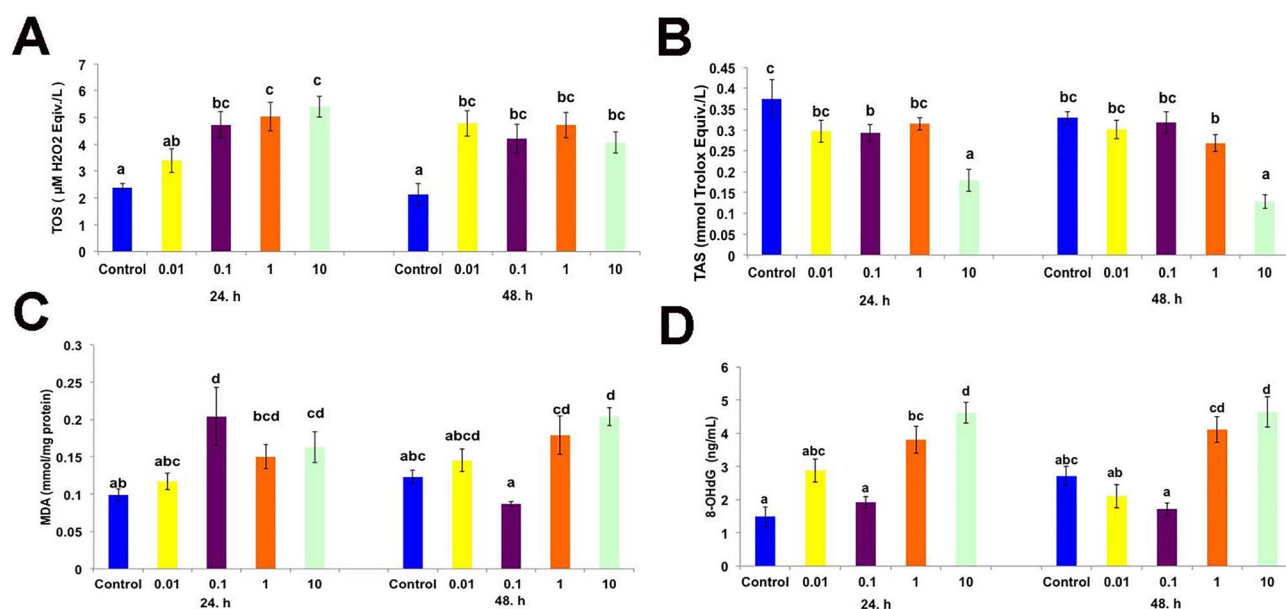 A
TOS ( µM H2O2 Equiv./L )
7
6
5
4
3
2
1
0
a
ab
bc
c
c
a
bc
bc
bc
bc
Control 0.01 0.1 1 10 Control 0.01 0.1 1 10
24. h 48. h
B
TAS (mmol Trolox Equiv./L)
0.45
0.4
0.35
0.3
0.25
0.2
0.15
0.1
0.05
0.00
c
bc
b
bc
a
bc
bc
bc
b
a
Control 0.01 0.1 1 10 Control 0.01 0.1 1 10
24. h 48. h
C
MDA (mmol/mg protein)
0.3
0.25
0.2
0.15
0.1
0.05
0
ab
abc
d
bcd
cd
abc
abcd
a
cd
d
Control 0.01 0.1 1 10 Control 0.01 0.1 1 10
24. h 48. h
D
8-OHdG (ng/mL)
6
5
4
3
2
1
0
a
abc
a
bc
d
abc
ab
a
cd
d
Control 0.01 0.1 1 10 Control 0.01 0.1 1 10
24. h 48. h